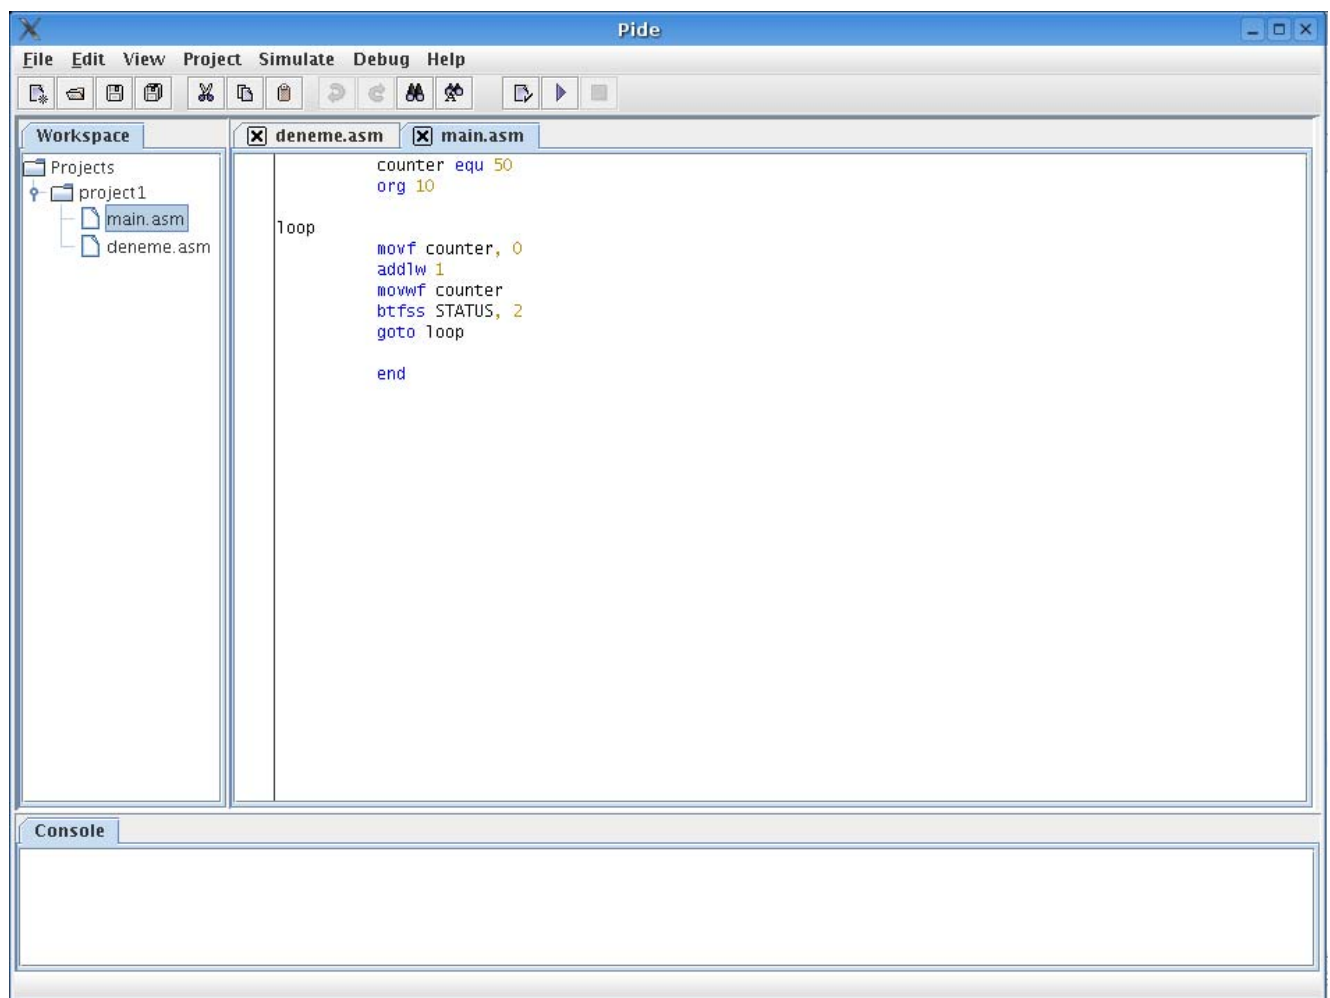 Pide
File Edit View Project Simulate Debug Help
Workspace
Projects
project1
main.asm
deneme.asm
deneme.asm main.asm
counter equ 50
org 10
loop
movf counter, 0
addlw 1
movwf counter
btfss STATUS, 2
goto loop
end
Console